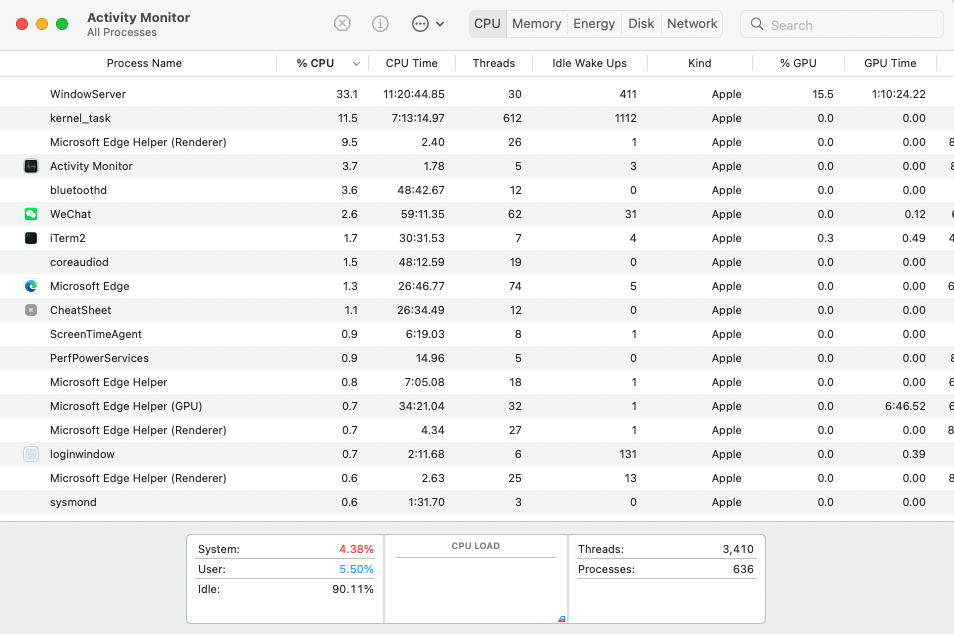 Activity Monitor
All Processes
CPU Memory Energy Disk Network Search
Process Name % CPU CPU Time Threads Idle Wake Ups Kind % GPU GPU Time
WindowServer 33.1 11:20:44.85 30 411 Apple 15.5 1:10:24.22
kernel_task 11.5 7:13:14.97 612 1112 Apple 0.0 0.00
Microsoft Edge Helper (Renderer) 9.5 2.40 26 1 Apple 0.0 0.00
Activity Monitor 3.7 1.78 5 3 Apple 0.0 0.00
bluetoothd 3.6 48:42.67 12 0 Apple 0.0 0.00
WeChat 2.6 59:11.35 62 31 Apple 0.0 0.12
iTerm2 1.7 30:31.53 7 4 Apple 0.3 0.49
coreaudiod 1.5 48:12.59 19 0 Apple 0.0 0.00
Microsoft Edge 1.3 26:46.77 74 5 Apple 0.0 0.00
CheatSheet 1.1 26:34.49 12 0 Apple 0.0 0.00
ScreenTimeAgent 0.9 6:19.03 8 1 Apple 0.0 0.00
PerfPowerServices 0.9 14.96 5 0 Apple 0.0 0.00
Microsoft Edge Helper 0.8 7:05.08 18 1 Apple 0.0 0.00
Microsoft Edge Helper (GPU) 0.7 34:21.04 32 1 Apple 0.0 6:46.52
Microsoft Edge Helper (Renderer) 0.7 4.34 27 1 Apple 0.0 0.00
loginwindow 0.7 2:11.68 6 131 Apple 0.0 0.39
Microsoft Edge Helper (Renderer) 0.6 2.63 25 13 Apple 0.0 0.00
sysmond 0.6 1:31.70 3 0 Apple 0.0 0.00
System: 4.38% CPU LOAD Threads: 3,410
User: 5.50% Processes: 636
Idle: 90.11%